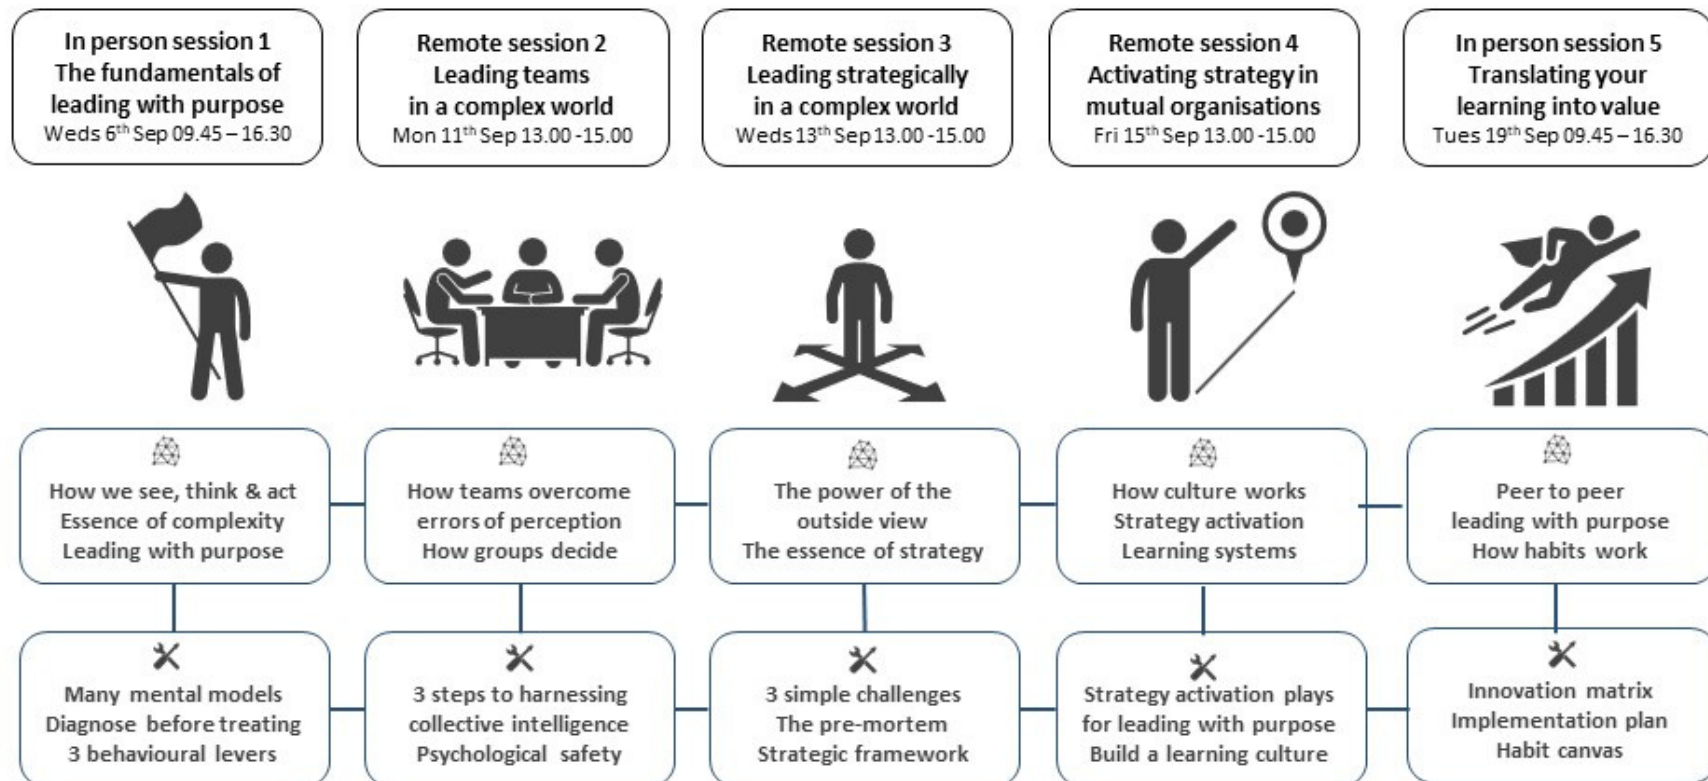 In person session 1
The fundamentals of
leading with purpose
Weds 6th Sep 09.45 – 16.30
Remote session 2
Leading teams
in a complex world
Mon 11th Sep 13.00 -15.00
Remote session 3
Leading strategically
in a complex world
Weds 13th Sep 13.00 -15.00
Remote session 4
Activating strategy in
mutual organisations
Fri 15th Sep 13.00 -15.00
In person session 5
Translating your
learning into value
Tues 19th Sep 09.45 – 16.30
How we see, think & act
Essence of complexity
Leading with purpose
How teams overcome
errors of perception
How groups decide
The power of the
outside view
The essence of strategy
How culture works
Strategy activation
Learning systems
Peer to peer
leading with purpose
How habits work
Many mental models
Diagnose before treating
3 behavioural levers
3 steps to harnessing
collective intelligence
Psychological safety
3 simple challenges
The pre-mortem
Strategic framework
Strategy activation plays
for leading with purpose
Build a learning culture
Innovation matrix
Implementation plan
Habit canvas